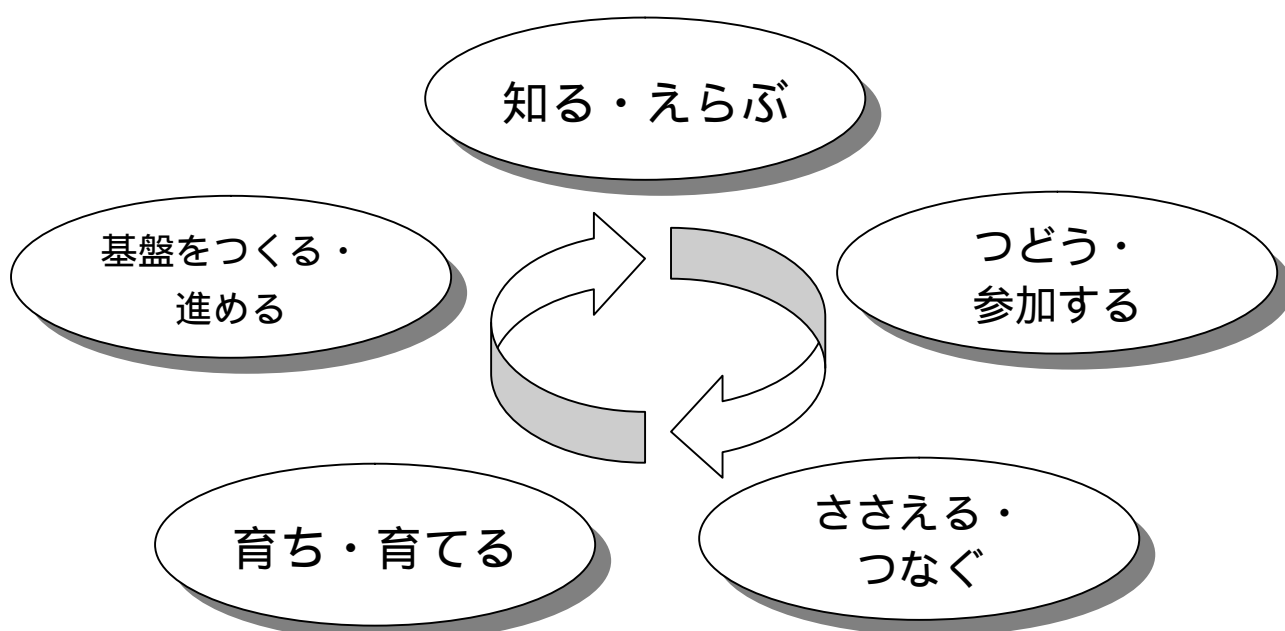 知る・えらぶ
つどう・
参加する
ささえる・
つなぐ
育ち・育てる
基盤をつくる・
進める